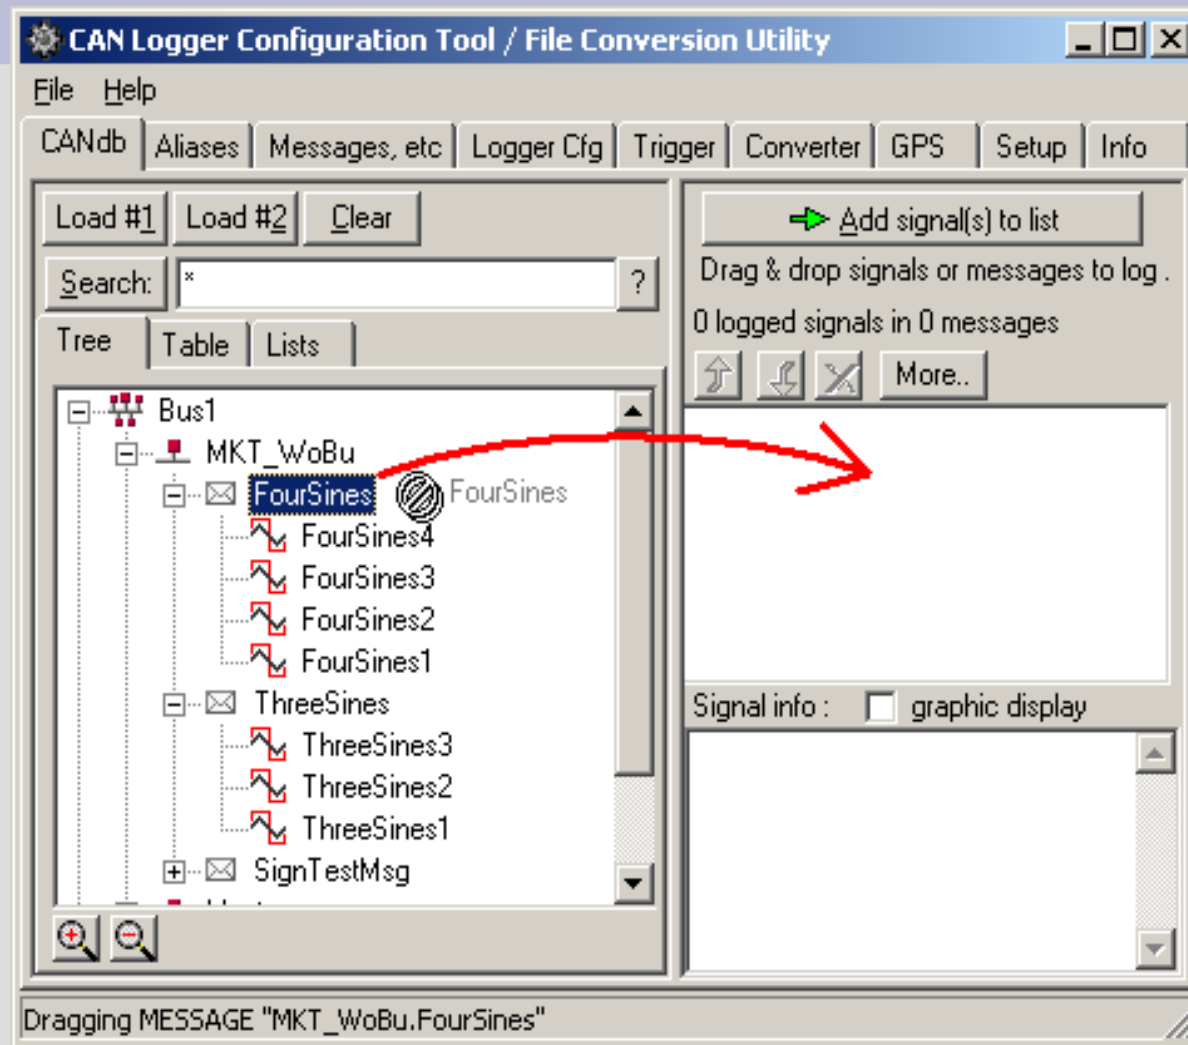 CAN Logger Configuration Tool / File Conversion Utility
File Help
CANdb Aliases Messages, etc Logger Cfg Trigger Converter GPS Setup Info
Load #1 Load #2 Clear
Search: * ?
Tree Table Lists
Bus1
MKT_WoBu
FourSines FourSines
FourSines4
FourSines3
FourSines2
FourSines1
ThreeSines
ThreeSines3
ThreeSines2
ThreeSines1
SignTestMsg
Add signal(s) to list
Drag & drop signals or messages to log .
0 logged signals in 0 messages
More..
Signal info : graphic display
Dragging MESSAGE "MKT_WoBu.FourSines"